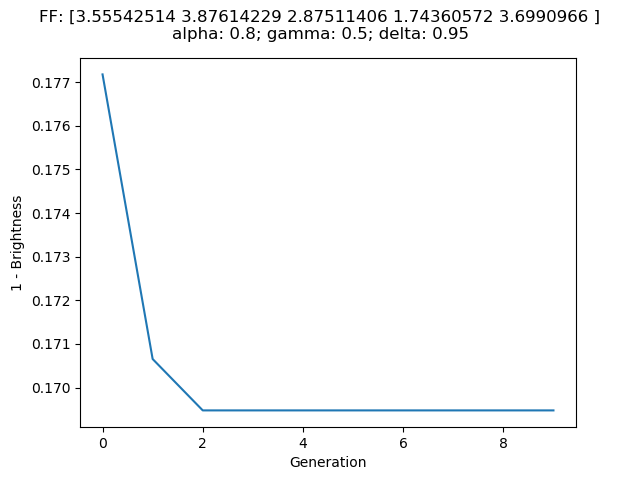 FF: [3.55542514 3.87614229 2.87511406 1.74360572 3.6990966 ]
alpha: 0.8; gamma: 0.5; delta: 0.95
0.177
0.176
0.175
0.174
0.173
0.172
0.171
0.170
1 - Brightness
0 2 4 6 8
Generation